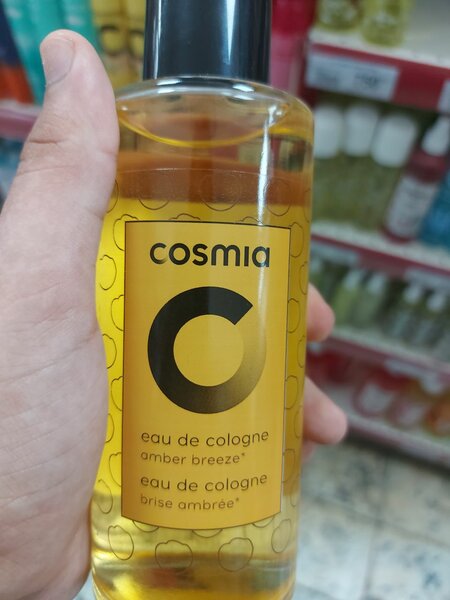 cosmia
eau de cologne
amber breeze*
eau de cologne
brise ambrée*